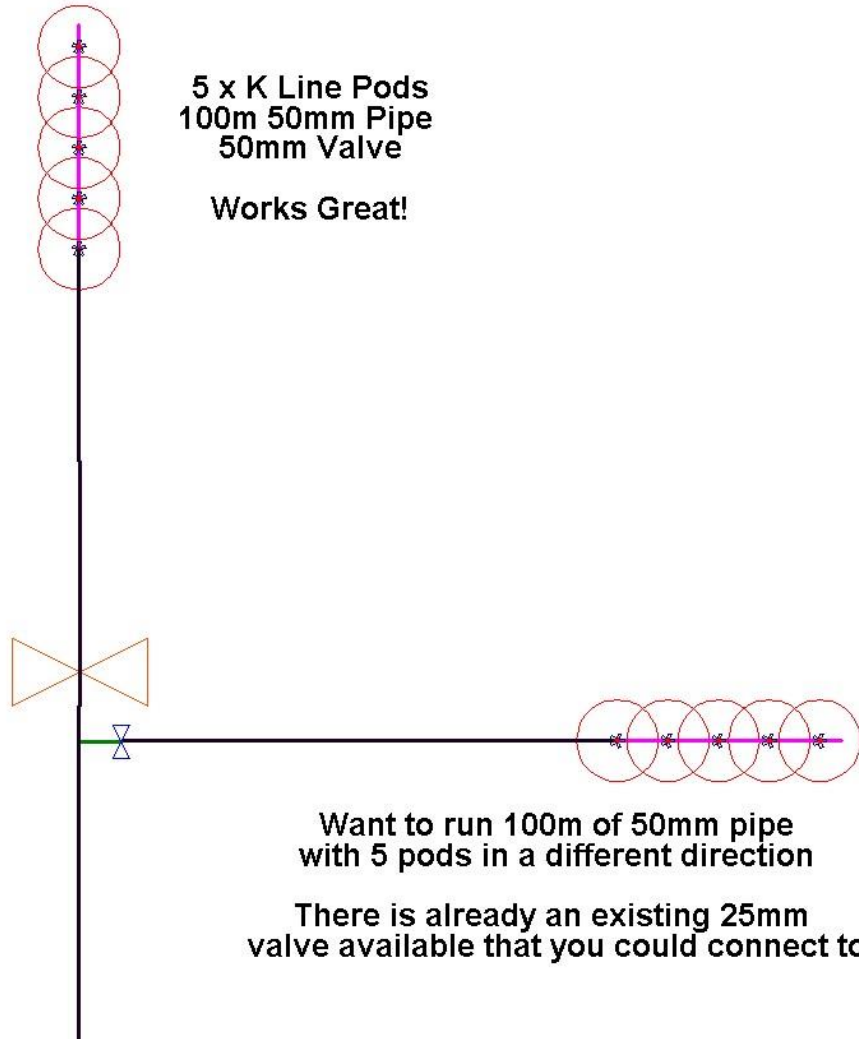 5 x K Line Pods
100m 50mm Pipe
50mm Valve
Works Great!
Want to run 100m of 50mm pipe
with 5 pods in a different direction
There is already an existing 25mm
valve available that you could connect to